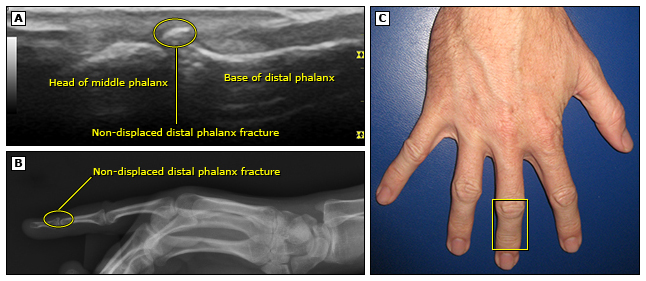 A
Head of middle phalanx
Base of distal phalanx
Non-displaced distal phalanx fracture
B
Non-displaced distal phalanx fracture
C